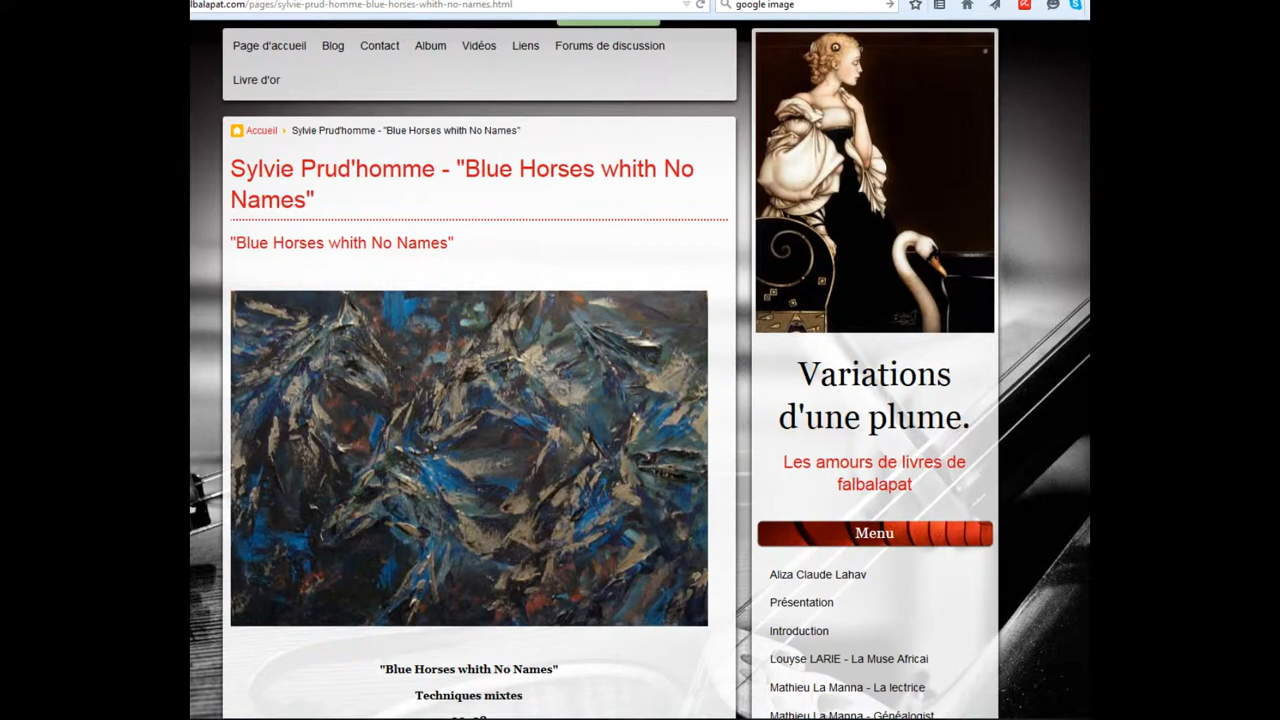 lbalapat.com/pages/sylvie-prud-homme-blue-horses-whith-no-names.html
google image
Page d'accueil Blog Contact Album Vidéos Liens Forums de discussion
Livre d'or
Accueil Sylvie Prud'homme - "Blue Horses whith No Names"
Sylvie Prud'homme - "Blue Horses whith No
Names"
"Blue Horses whith No Names"
"Blue Horses whith No Names"
Techniques mixtes
Variations
d'une plume.
Les amours de livres de
falbalapat
Menu
Aliza Claude Lahav
Présentation
Introduction
Louyse LARIE - La Muse Africai
Mathieu La Manna - La lectrice
Mathieu La Manna - Généalogist